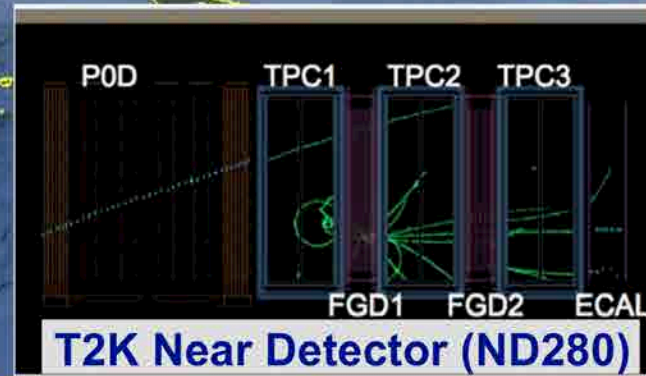 P0D TPC1 TPC2 TPC3
FGD1 FGD2 ECAL
T2K Near Detector (ND280)